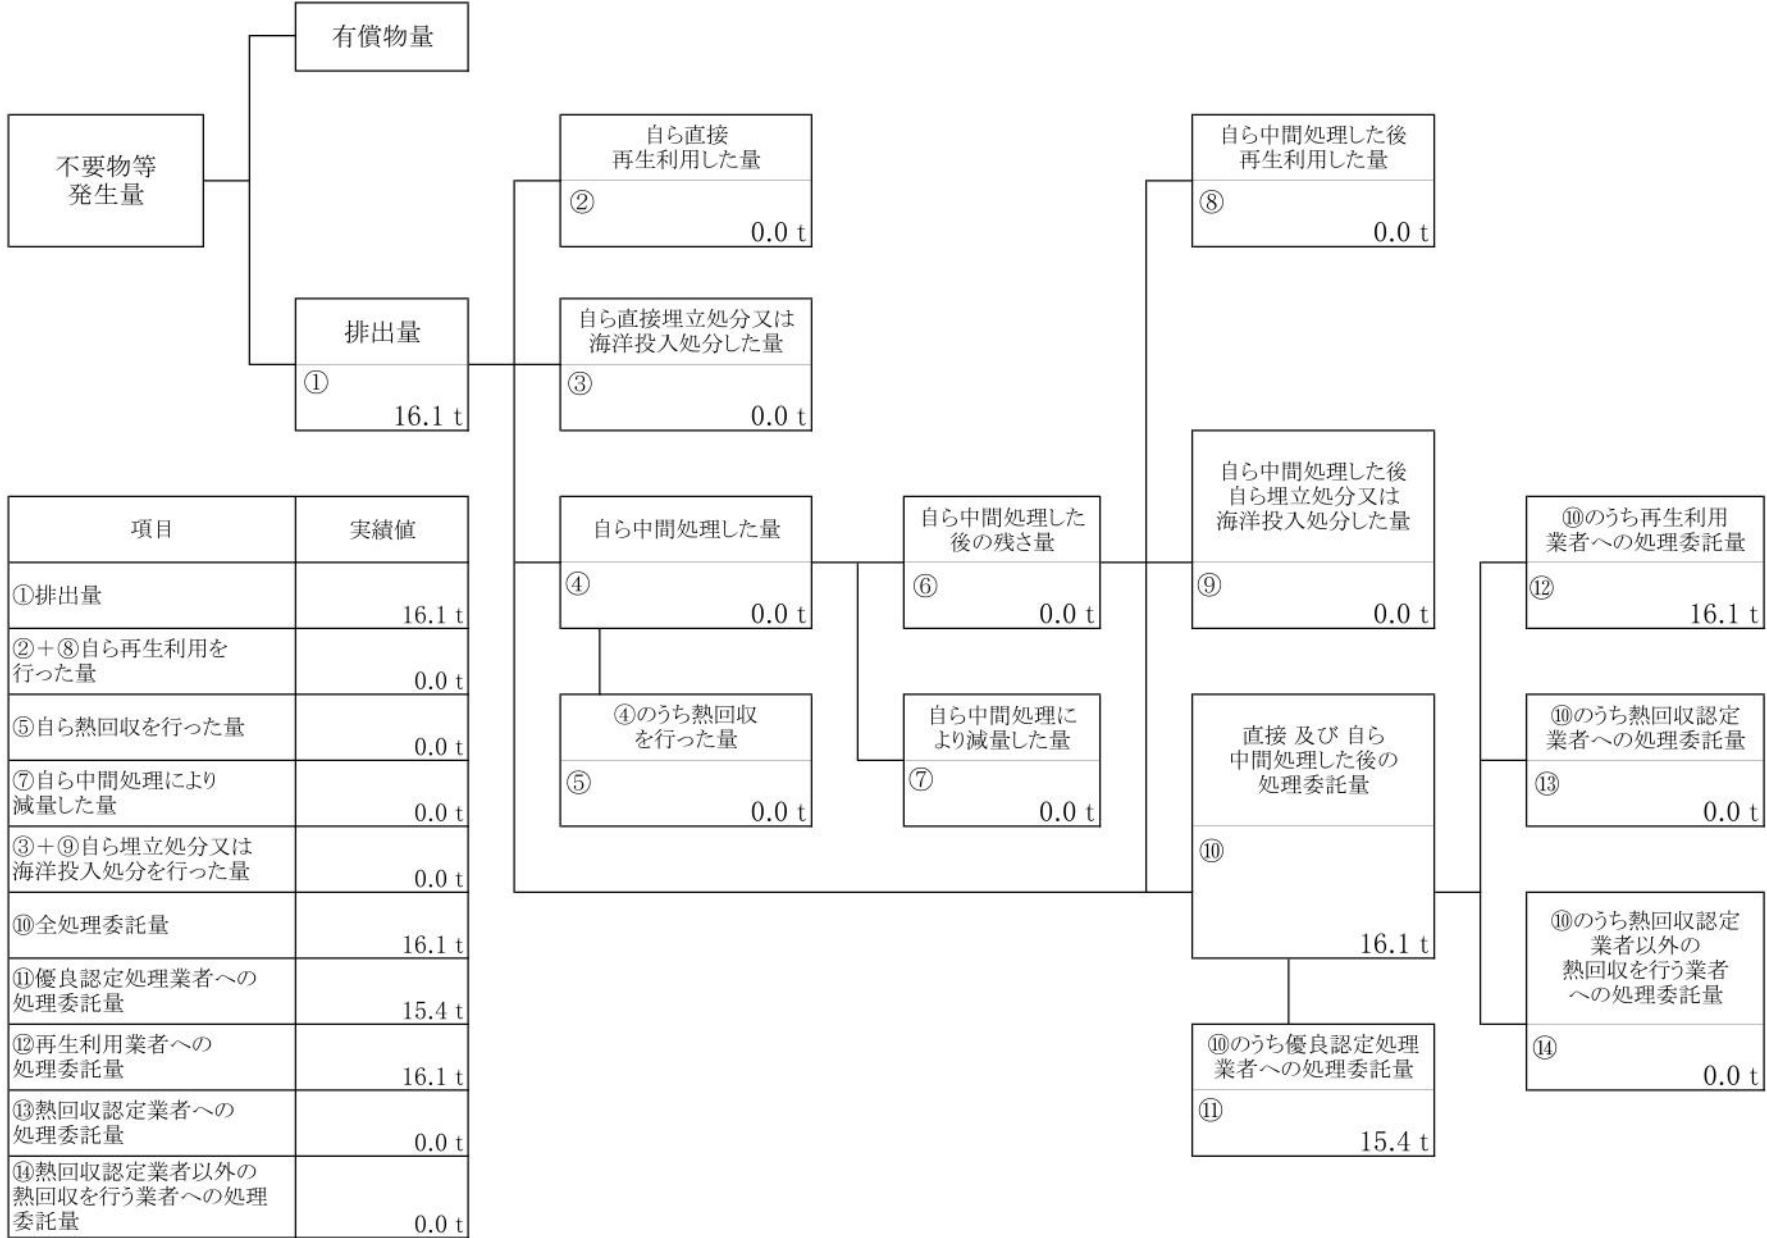 有償物量
不要物等
発生量
排出量
①
16.1 t
自ら直接
再生利用した量
②
0.0 t
自ら直接埋立処分又は
海洋投入処分した量
③
0.0 t
自ら中間処理した量
④
0.0 t
④のうち熱回収
を行った量
⑤
0.0 t
自ら中間処理した
後の残さ量
⑥
0.0 t
自ら中間処理に
より減量した量
⑦
0.0 t
自ら中間処理した後
再生利用した量
⑧
0.0 t
自ら中間処理した後
自ら埋立処分又は
海洋投入処分した量
⑨
0.0 t
直接 及び 自ら
中間処理した後の
処理委託量
⑩
16.1 t
⑩のうち優良認定処理
業者への処理委託量
⑪
15.4 t
⑩のうち再生利用
業者への処理委託量
⑫
16.1 t
⑩のうち熱回収認定
業者への処理委託量
⑬
0.0 t
⑩のうち熱回収認定
業者以外の
熱回収を行う業者
への処理委託量
⑭
0.0 t
項目 実績値
①排出量
16.1 t
②＋⑧自ら再生利用を
行った量
0.0 t
⑤自ら熱回収を行った量
0.0 t
⑦自ら中間処理により
減量した量
0.0 t
③＋⑨自ら埋立処分又は
海洋投入処分を行った量
0.0 t
⑩全処理委託量
16.1 t
⑪優良認定処理業者への
処理委託量
15.4 t
⑫再生利用業者への
処理委託量
16.1 t
⑬熱回収認定業者への
処理委託量
0.0 t
⑭熱回収認定業者以外の
熱回収を行う業者への処理
委託量
0.0 t